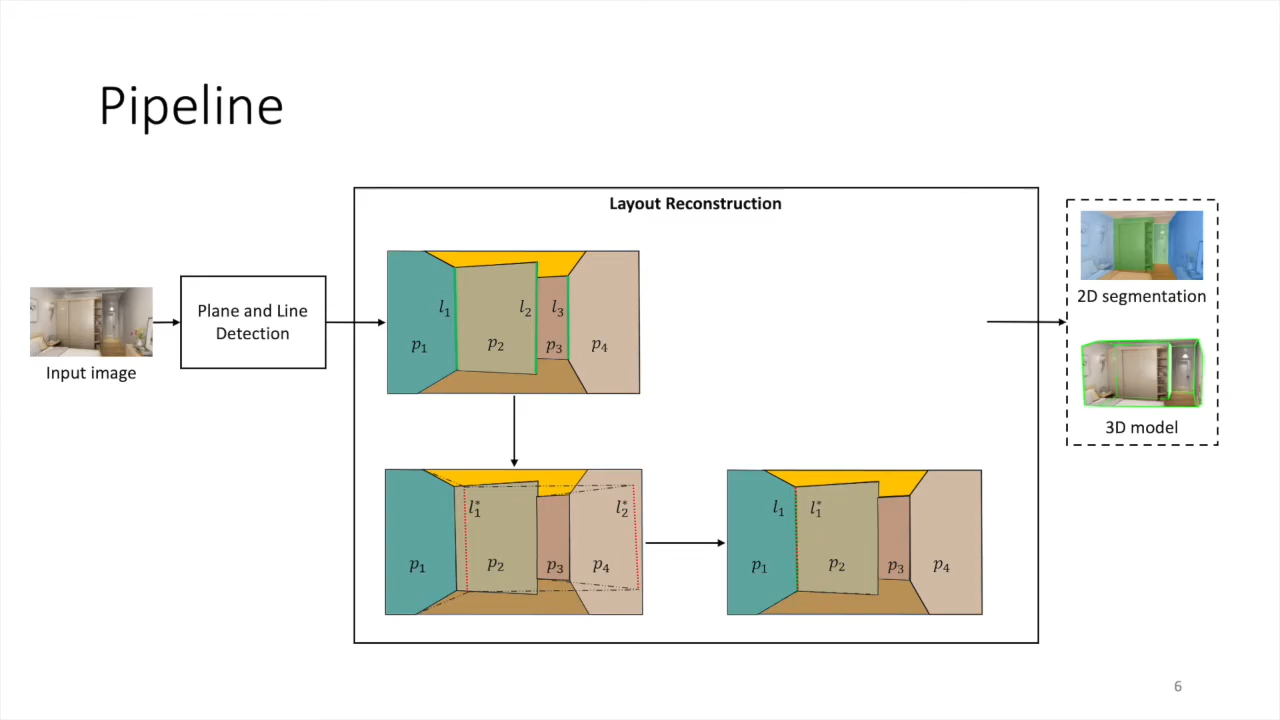 Pipeline
Layout Reconstruction
Input image
Plane and Line
Detection
l₁ l₂ l₃
p₁ p₂ p₃ p₄
l₁* l₂*
p₁ p₂ p₃ p₄
l₁ l₁*
p₁ p₂ p₃ p₄
2D segmentation
3D model
6